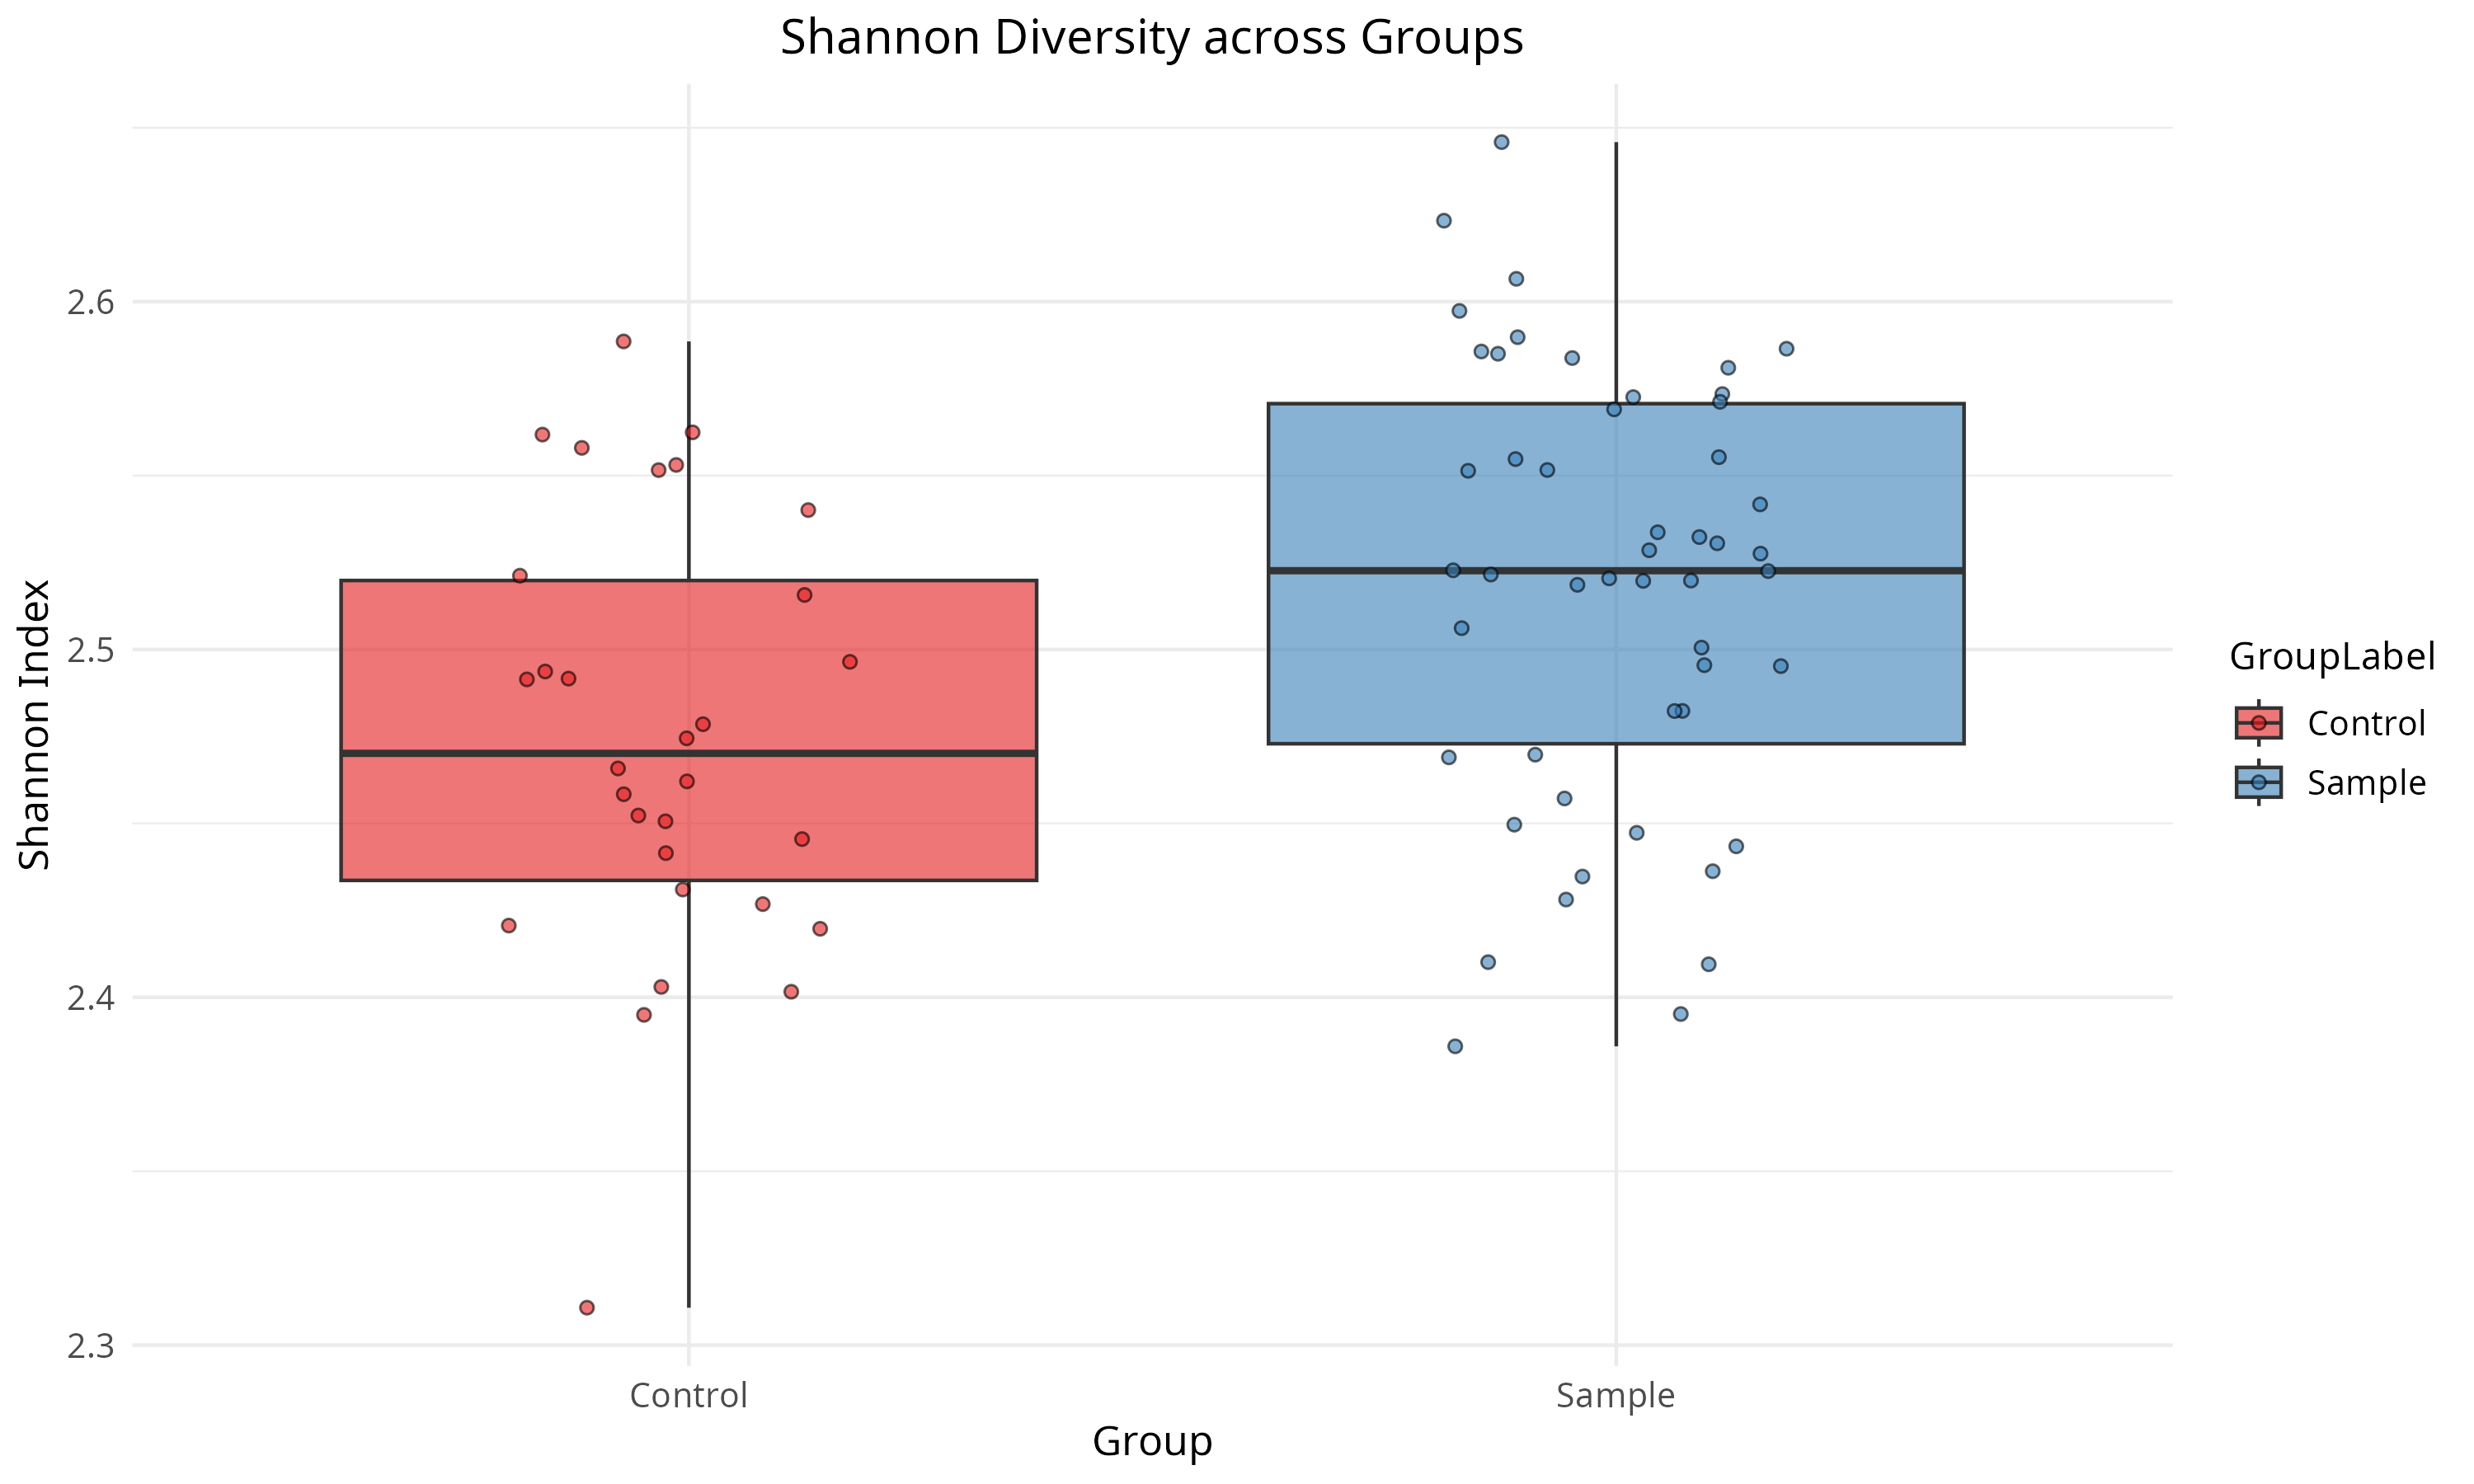 Shannon Diversity across Groups
Shannon Index
2.6
2.5
2.4
2.3
Control
Sample
Group
GroupLabel
Control
Sample